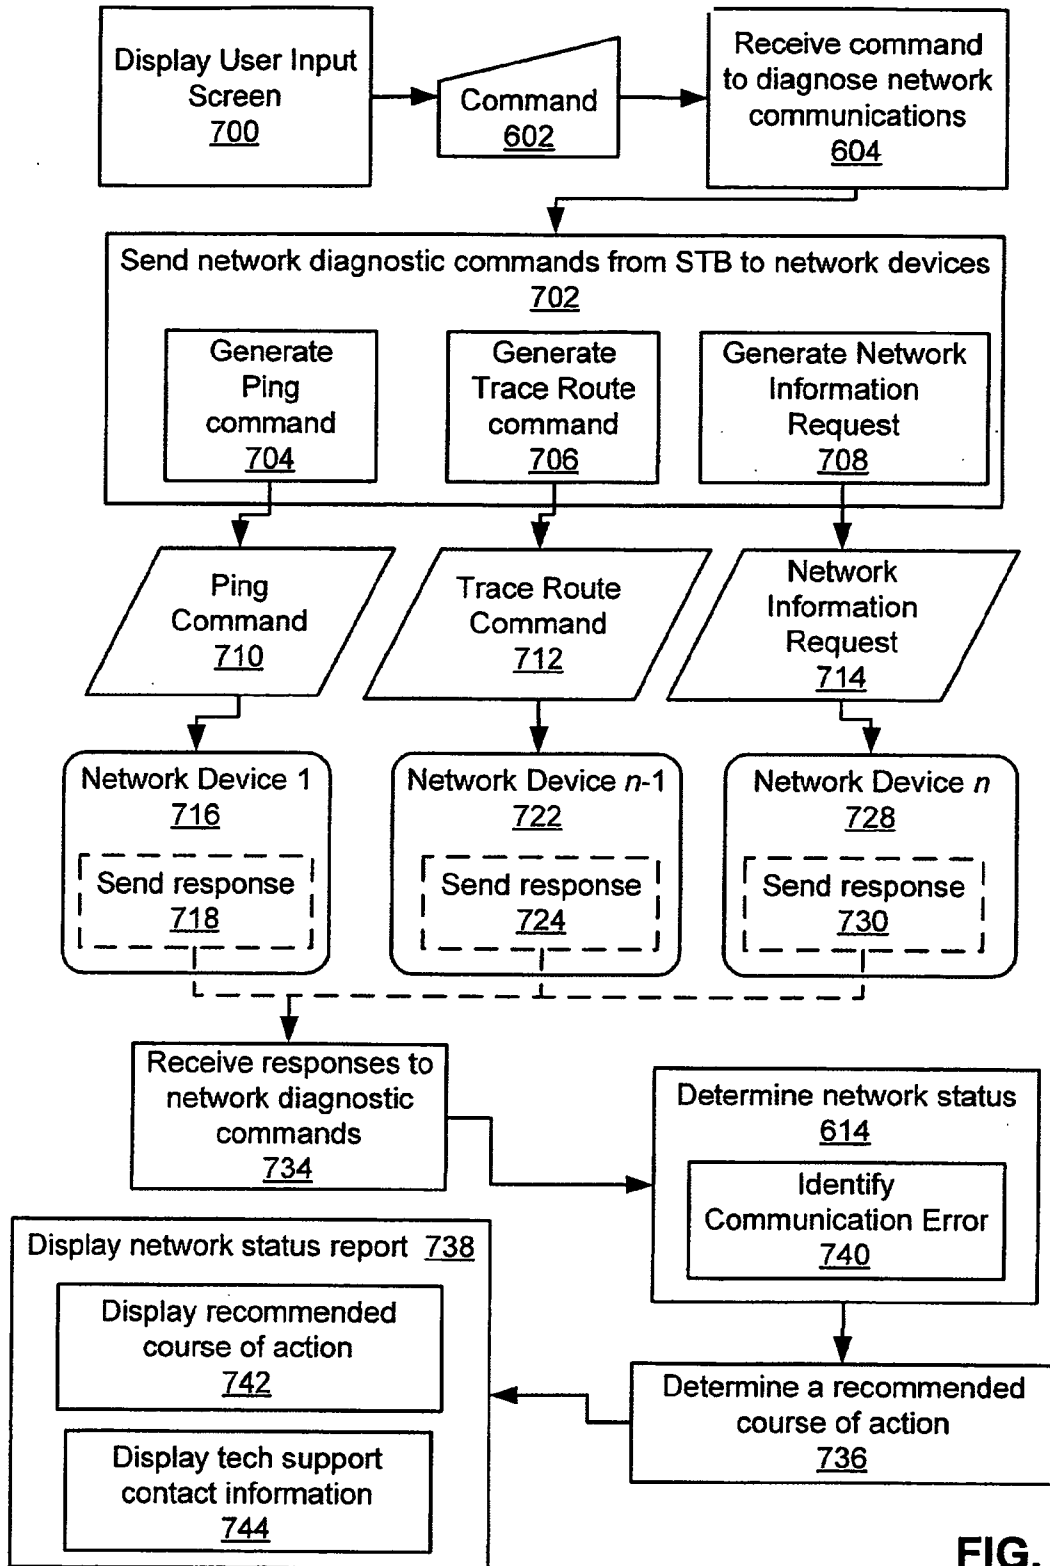 Display User Input
Screen
700
Command
602
Receive command
to diagnose network
communications
604
Send network diagnostic commands from STB to network devices
702
Generate
Ping
command
704
Generate
Trace Route
command
706
Generate Network
Information
Request
708
Ping
Command
710
Trace Route
Command
712
Network
Information
Request
714
Network Device 1
716
Send response
718
Network Device n-1
722
Send response
724
Network Device n
728
Send response
730
Receive responses to
network diagnostic
commands
734
Determine network status
614
Identify
Communication Error
740
Display network status report 738
Display recommended
course of action
742
Display tech support
contact information
744
Determine a recommended
course of action
736
FIG.